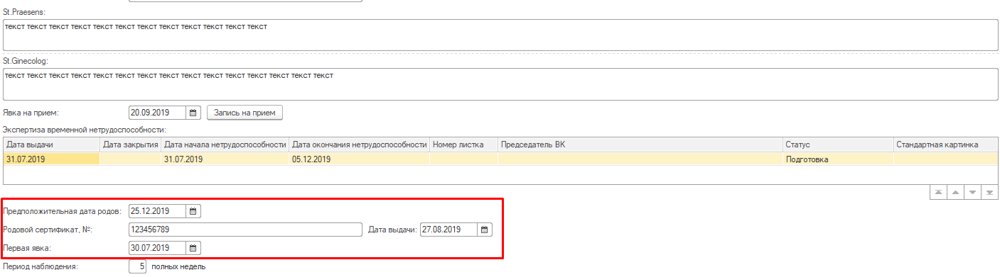 St.Praesens:
текст текст текст текст текст текст текст текст текст текст текст текст
St.Ginecolog:
текст текст текст текст текст текст текст текст текст текст текст текст текст текст текст
Явка на прием: 20.09.2019 Запись на прием
Экспертиза временной нетрудоспособности:
Дата выдачи Дата закрытия Дата начала нетрудоспособности Дата окончания нетрудоспособности Номер листка Председатель ВК Статус Стандартная картинка
31.07.2019 31.07.2019 05.12.2019 Подготовка
Предположительная дата родов: 25.12.2019
Родовой сертификат, №: 123456789 Дата выдачи: 27.08.2019
Первая явка: 30.07.2019
Период наблюдения: 5 полных недель